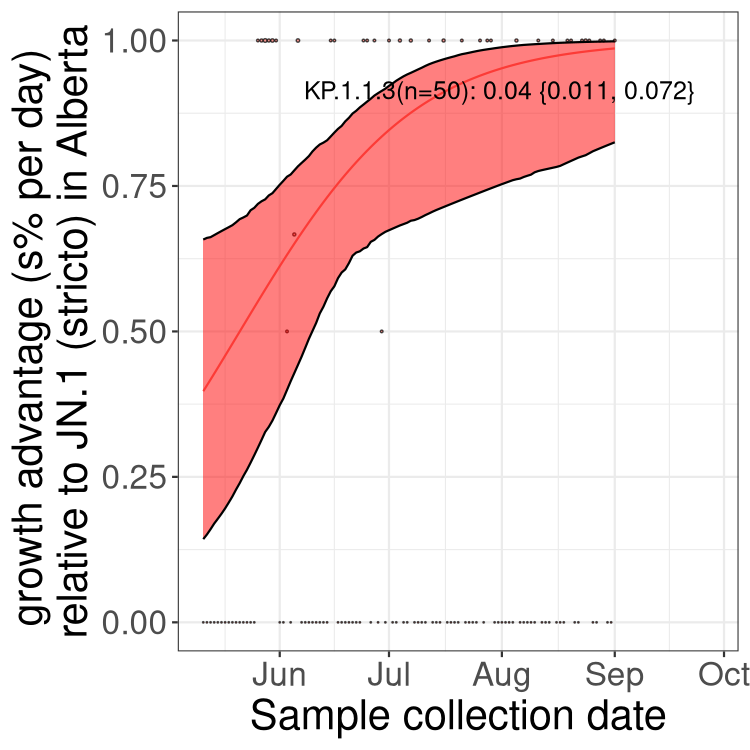 growth advantage (s% per day)
relative to JN.1 (stricto) in Alberta
1.00
0.75
0.50
0.25
0.00
KP.1.1.3(n=50): 0.04 {0.011, 0.072}
Jun Jul Aug Sep Oct
Sample collection date